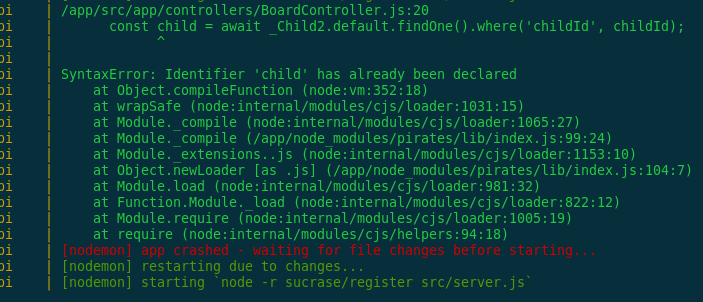 pi | /app/src/app/controllers/BoardController.js:20
pi | const child = await _Child2.default.findOne().where('childId', childId);
pi | ^
pi |
pi | SyntaxError: Identifier 'child' has already been declared
pi | at Object.compileFunction (node:vm:352:18)
pi | at wrapSafe (node:internal/modules/cjs/loader:1031:15)
pi | at Module._compile (node:internal/modules/cjs/loader:1065:27)
pi | at Module._compile (/app/node_modules/pirates/lib/index.js:99:24)
pi | at Module._extensions..js (node:internal/modules/cjs/loader:1153:10)
pi | at Object.newLoader [as .js] (/app/node_modules/pirates/lib/index.js:104:7)
pi | at Module.load (node:internal/modules/cjs/loader:981:32)
pi | at Function.Module._load (node:internal/modules/cjs/loader:822:12)
pi | at Module.require (node:internal/modules/cjs/loader:1005:19)
pi | at require (node:internal/modules/cjs/helpers:94:18)
pi | [nodemon] app crashed - waiting for file changes before starting...
pi | [nodemon] restarting due to changes...
pi | [nodemon] starting `node -r sucrase/register src/server.js`